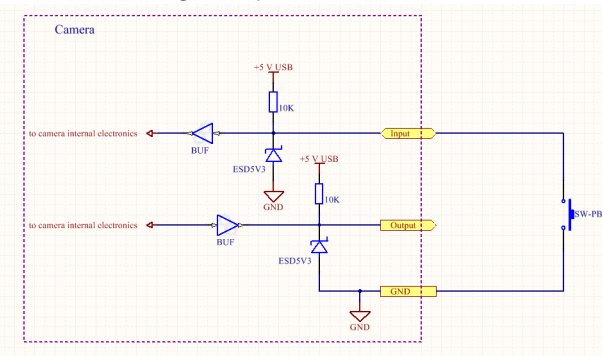 Camera
+5 V USB
10K
to camera internal electronics
Input
BUF
ESD5V3
+5 V USB
GND
10K
SW-PB
to camera internal electronics
Output
BUF
ESD5V3
GND
GND